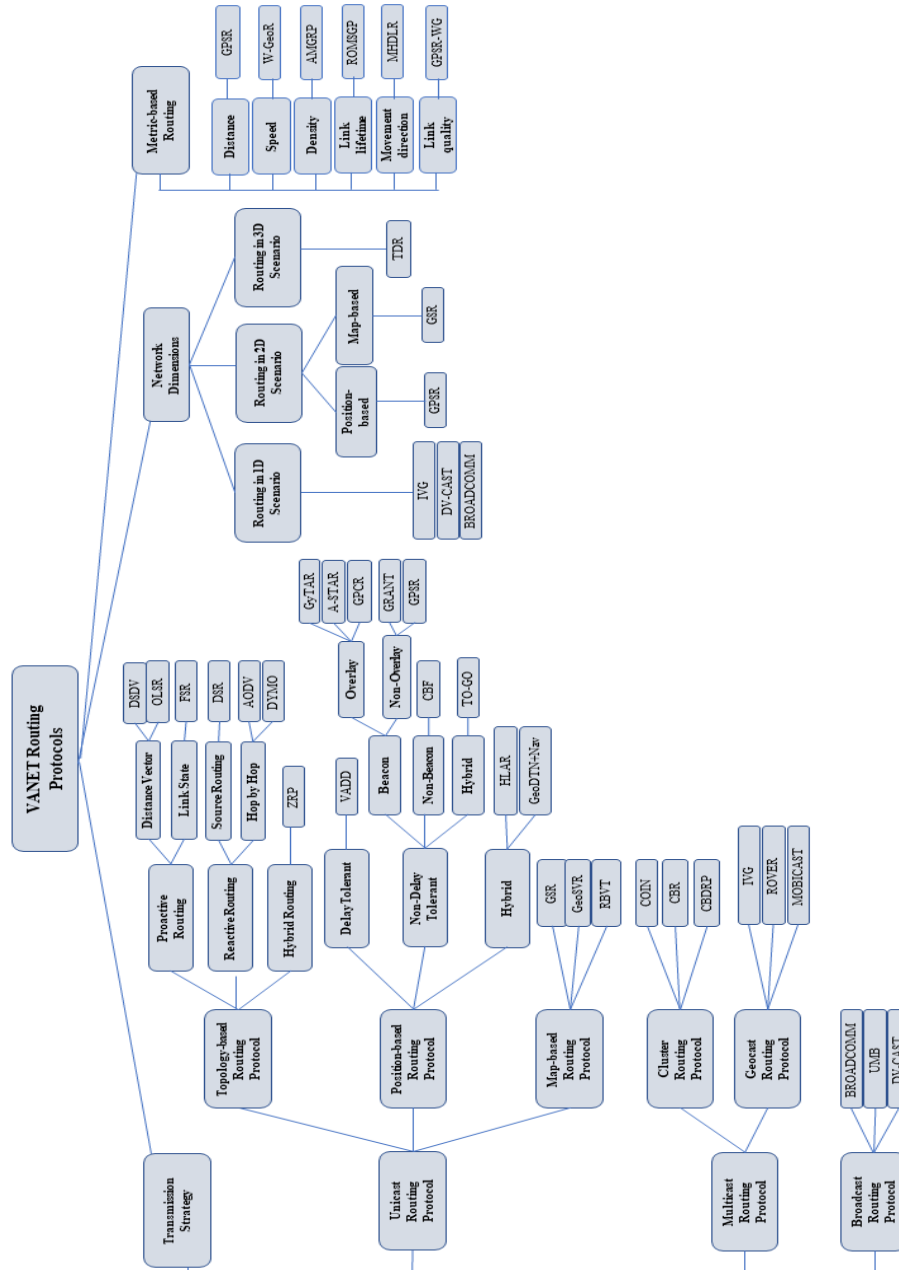 VANET Routing
Protocols
Transmission
Strategy
Network
Dimensions
Metric-based
Routing
Unicast
Routing
Protocol
Topology-based
Routing
Protocol
Proactive
Routing
Distance Vector
DSDV
OLSR
Link State
FSR
Reactive Routing
Source Routing
DSR
Hop by Hop
AODV
DYMO
Hybrid Routing
ZRP
Position-based
Routing
Protocol
Delay Tolerant
VADD
Non-Delay
Tolerant
Beacon
Overlay
GyTAR
A-STAR
GPCR
Non-Overlay
GRANT
GPSR
Non-Beacon
CBF
Hybrid
TO-GO
Hybrid
HLAR
GeoDTN+Nav
Map-based
Routing
Protocol
GSR
GeoSVR
RBVT
Multicast
Routing
Protocol
Cluster
Routing
Protocol
COIN
CBR
CBDRP
Geocast
Routing
Protocol
IVG
ROVER
MOBICAST
Broadcast
Routing
Protocol
BROADCOMM
UMB
DV-CAST
Routing in 1D
Scenario
IVG
DV-CAST
BROADCOMM
Routing in 2D
Scenario
Position-
based
GPSR
Map-based
GSR
Routing in 3D
Scenario
TDR
Distance
GPSR
Speed
W-GeoR
Density
AMGRP
Link
lifetime
ROMSGP
Movement
direction
MHDLR
Link
quality
GPSR-WG